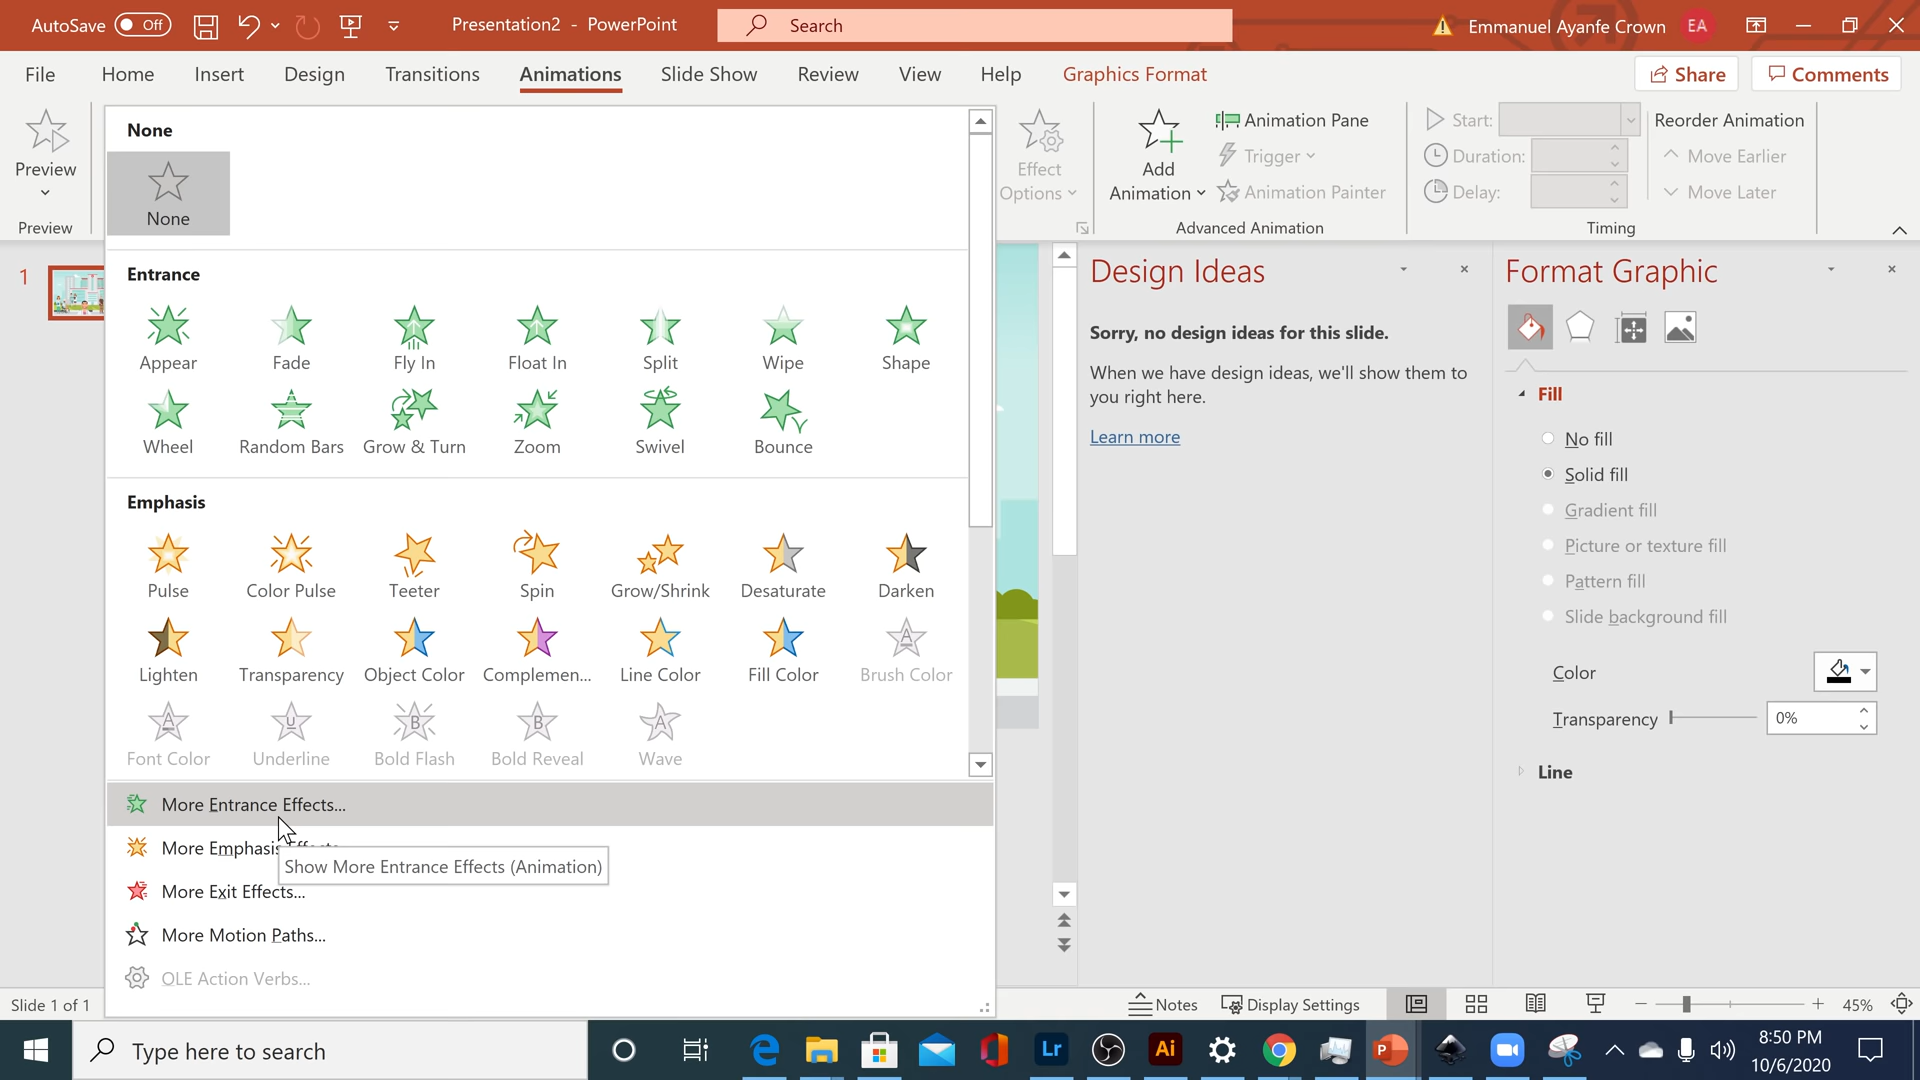 AutoSave Off Presentation2 - PowerPoint Search Emmanuel Ayanfe Crown EA
File Home Insert Design Transitions Animations Slide Show Review View Help Graphics Format Share Comments
Preview
Preview
None
None
Entrance
Appear Fade Fly In Float In Split Wipe Shape
Wheel Random Bars Grow & Turn Zoom Swivel Bounce
Emphasis
Pulse Color Pulse Teeter Spin Grow/Shrink Desaturate Darken
Lighten Transparency Object Color Complemen... Line Color Fill Color Brush Color
Font Color Underline Bold Flash Bold Reveal Wave
More Entrance Effects...
More Emphasis
Show More Entrance Effects (Animation)
More Exit Effects...
More Motion Paths...
OLE Action Verbs...
Effect
Options
Add
Animation
Animation Pane
Trigger
Animation Painter
Advanced Animation
Start:
Duration:
Delay:
Timing
Reorder Animation
Move Earlier
Move Later
1
Design Ideas
Sorry, no design ideas for this slide.
When we have design ideas, we'll show them to
you right here.
Learn more
Format Graphic
Fill
No fill
Solid fill
Gradient fill
Picture or texture fill
Pattern fill
Slide background fill
Color
Transparency 0%
Line
Slide 1 of 1 Notes Display Settings 45%
Type here to search Lr Ai P 8:50 PM
10/6/2020